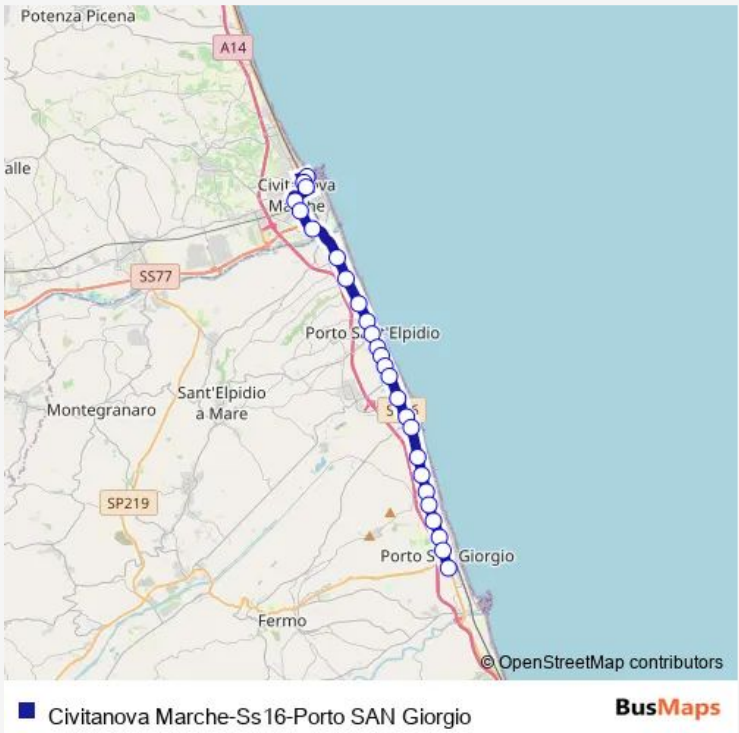 Potenza Picena
A14
alle
Civitanova
Marche
SS77
Porto Sant'Elpidio
Sant'Elpidio
a Mare
Montegranaro
SP219
Porto San Giorgio
Fermo
© OpenStreetMap contributors
Civitanova Marche-Ss16-Porto SAN Giorgio
BusMaps